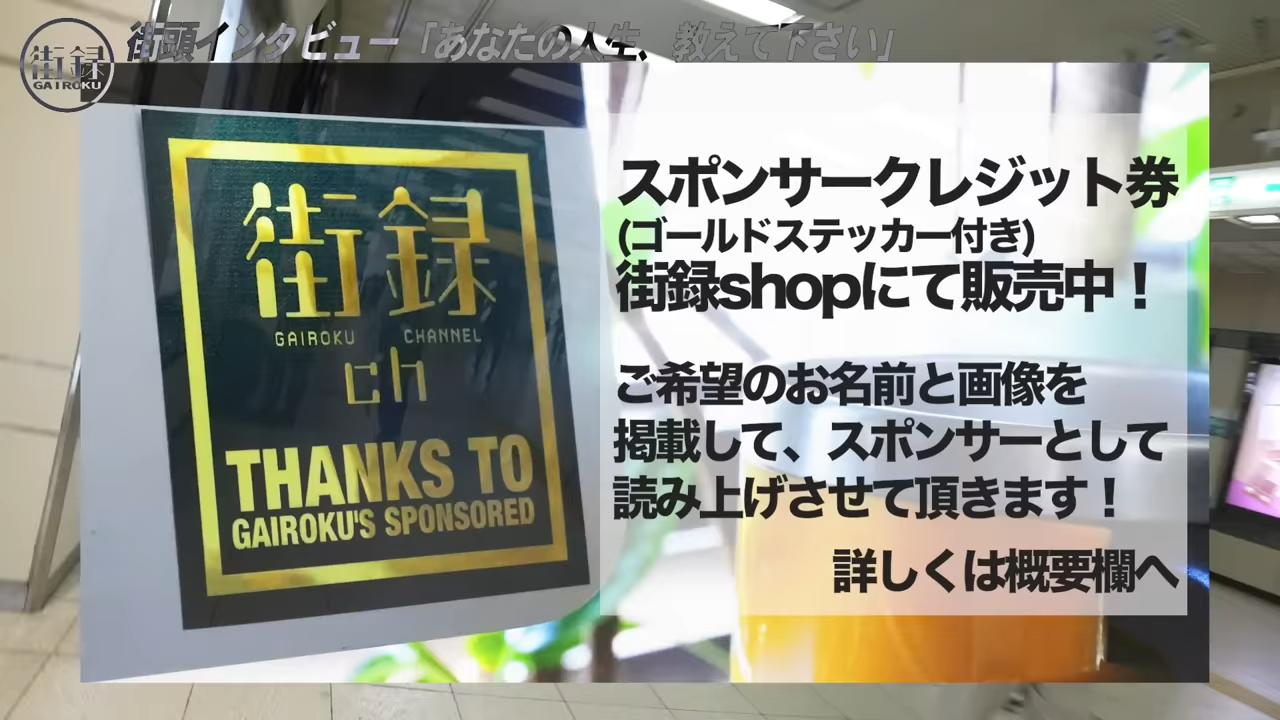 街録
GAIROKU
街頭インタビュー「あなたの人生、教えて下さい」
街録
GAIROKU CHANNEL
ch
THANKS TO
GAIROKU'S SPONSORED
スポンサークレジット券
(ゴールドステッカー付き)
街録shopにて販売中！
ご希望のお名前と画像を
掲載して、スポンサーとして
読み上げさせて頂きます！
詳しくは概要欄へ